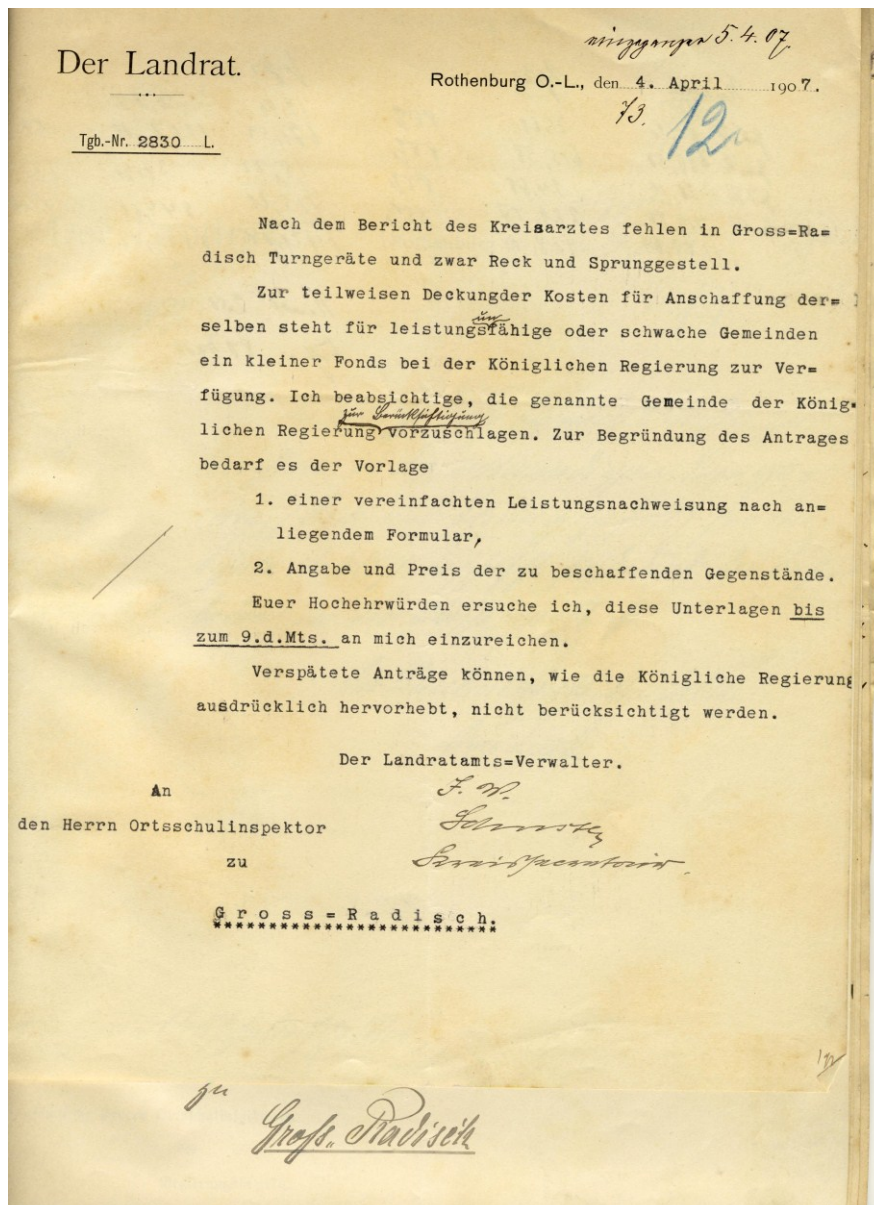 eingegangen 5.4.07
Der Landrat.
Rothenburg O.-L., den 4. April 1907.
73.
12
Tgb.-Nr. 2830 L.
Nach dem Bericht des Kreisarztes fehlen in Gross=Ra=
disch Turngeräte und zwar Reck und Sprunggestell.
Zur teilweisen Deckungder Kosten für Anschaffung der=
un
selben steht für leistungsfähige oder schwache Gemeinden
ein kleiner Fonds bei der Königlichen Regierung zur Ver=
fügung. Ich beabsichtige, die genannte Gemeinde der König=
zur Berücksichtigung
lichen Regierung vorzuschlagen. Zur Begründung des Antrages
bedarf es der Vorlage
1. einer vereinfachten Leistungsnachweisung nach an=
liegendem Formular,
2. Angabe und Preis der zu beschaffenden Gegenstände.
Euer Hochehrwürden ersuche ich, diese Unterlagen bis
zum 9.d.Mts. an mich einzureichen.
Verspätete Anträge können, wie die Königliche Regierung
ausdrücklich hervorhebt, nicht berücksichtigt werden.
Der Landratamts=Verwalter.
An
J. V.
den Herrn Ortsschulinspektor
zu
Kreissecretair.
Gross=Radisch.
zu
Gross-Radisch